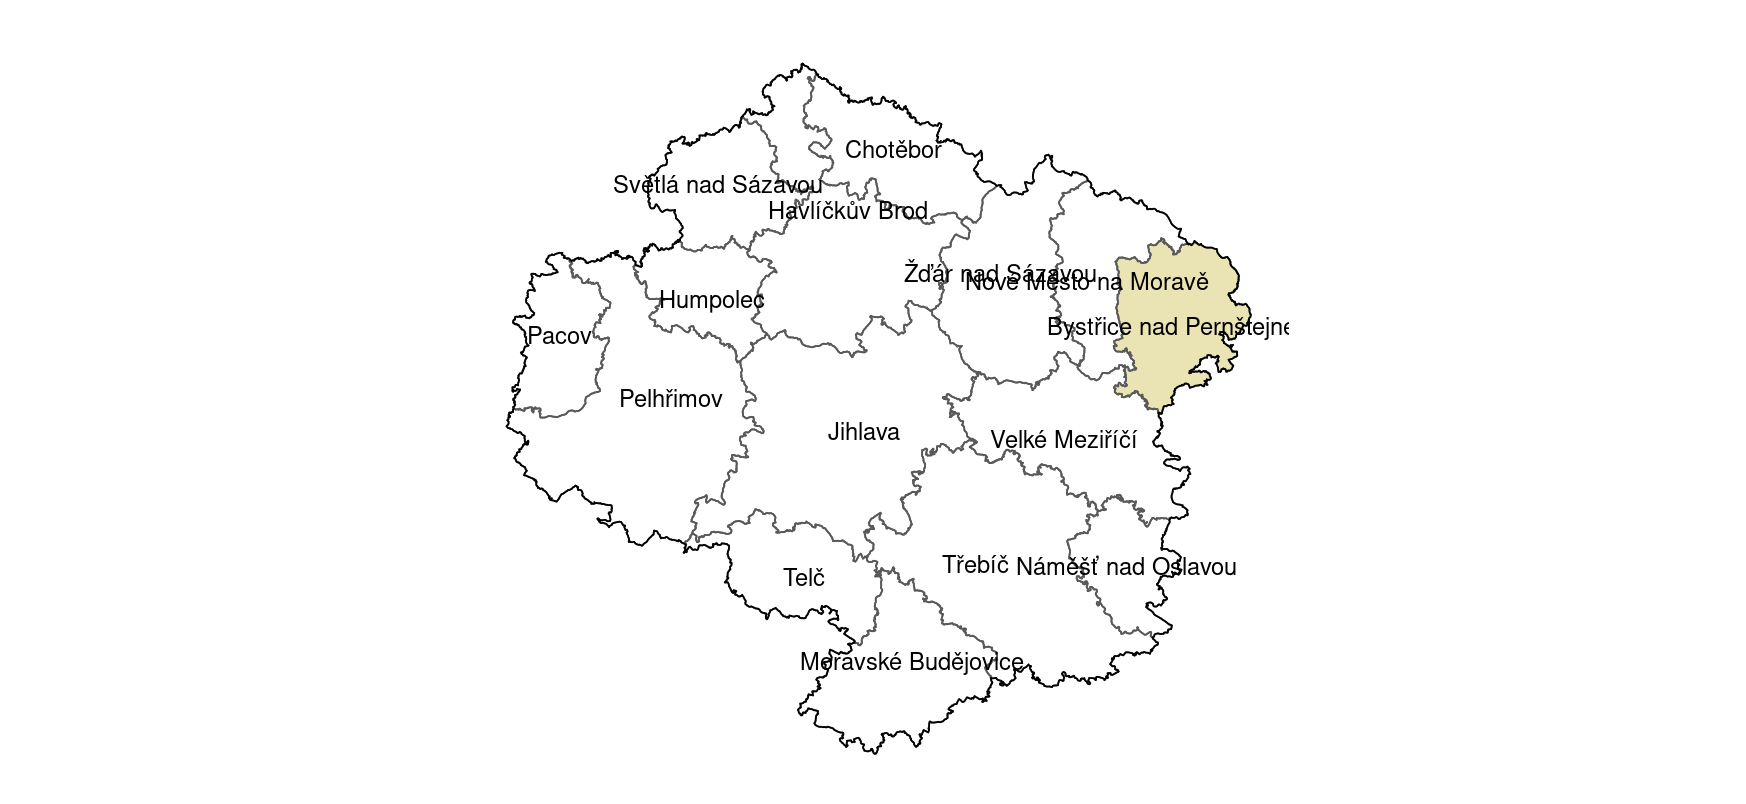 Chotěboř
Světlá nad Sázavou
Havlíčkův Brod
Žďár nad Sázavou
Nové Město na Moravě
Humpolec
Bystřice nad Pernštejne
Pacov
Pelhřimov
Jihlava
Velké Meziříčí
Třebíč
Náměšť nad Oslavou
Telč
Moravské Budějovice